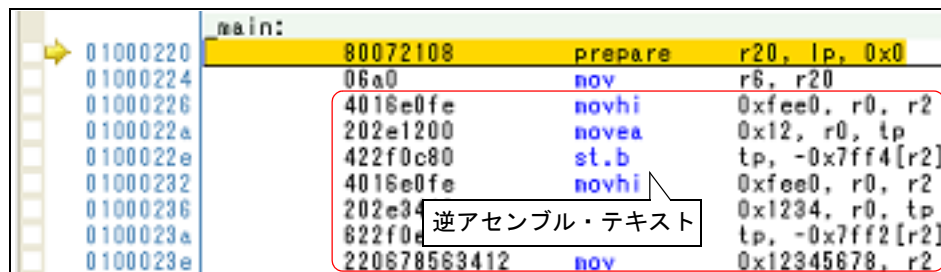 _main:
01000220 80072108 prepare r20, lp, 0x0
01000224 06a0 mov r6, r20
01000226 4016e0fe movhi 0xfee0, r0, r2
0100022a 202e1200 movea 0x12, r0, tp
0100022e 422f0c80 st.b tp, -0x7ff4[r2]
01000232 4016e0fe movhi 0xfee0, r0, r2
01000236 202e34 0x1234, r0, tp
逆アセンブル・テキスト
0100023a 622f0e tp, -0x7ff2[r2]
0100023e 220678563412 mov 0x12345678, r2